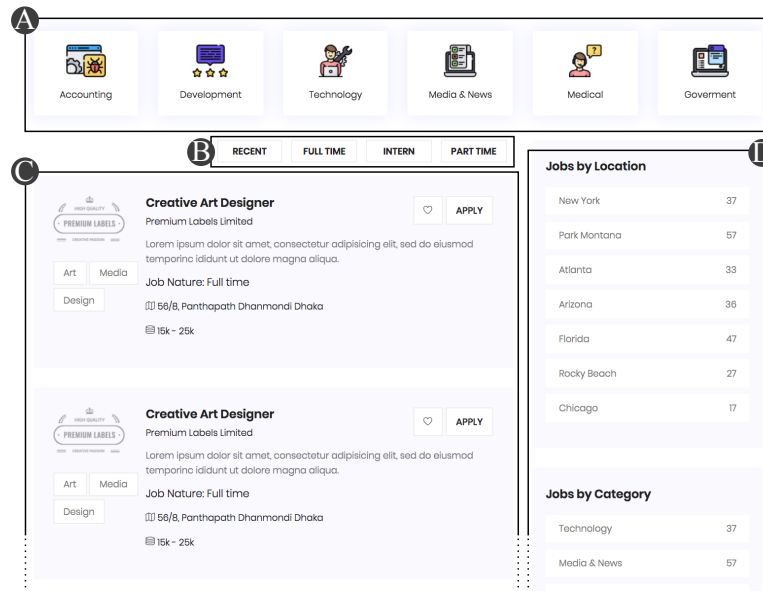 A
Accounting
Development
Technology
Media & News
Medical
Goverment
B
RECENT
FULL TIME
INTERN
PART TIME
C
HIGH QUALITY
PREMIUM LABELS
Creative Art Designer
Premium Labels Limited
APPLY
Lorem ipsum dolor sit amet, consectetur adipisicing elit, sed do eiusmod
temporinc ididunt ut dolore magna aliqua.
Art
Media
Design
Job Nature: Full time
56/8, Panthapath Dhanmondi Dhaka
15k - 25k
HIGH QUALITY
PREMIUM LABELS
Creative Art Designer
Premium Labels Limited
APPLY
Lorem ipsum dolor sit amet, consectetur adipisicing elit, sed do eiusmod
temporinc ididunt ut dolore magna aliqua.
Art
Media
Design
Job Nature: Full time
56/8, Panthapath Dhanmondi Dhaka
15k - 25k
Jobs by Location
New York 37
Park Montana 57
Atlanta 33
Arizona 36
Florida 47
Rocky Beach 27
Chicago 17
Jobs by Category
Technology 37
Media & News 57